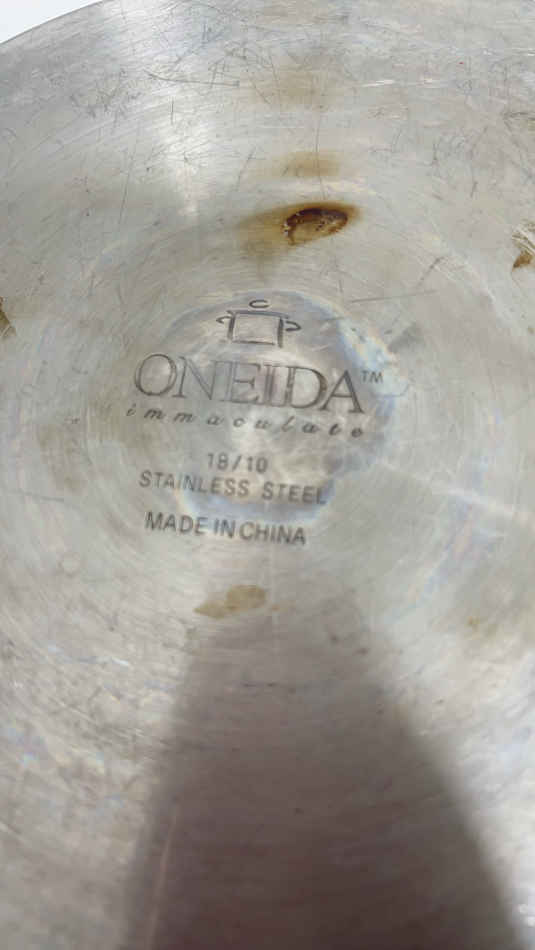 ONEIDA™
immaculate
18/10
STAINLESS STEEL
MADE IN CHINA